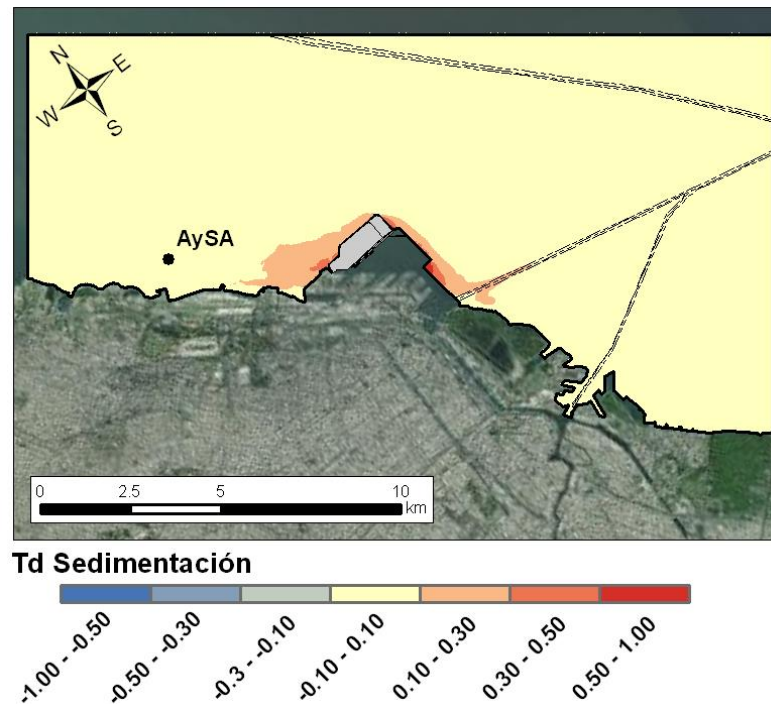 N
E
W
S
AySA
0 2.5 5 10
km
Td Sedimentación
-1.00 - -0.50
-0.50 - -0.30
-0.3 - -0.10
-0.10 - 0.10
0.10 - 0.30
0.30 - 0.50
0.50 - 1.00